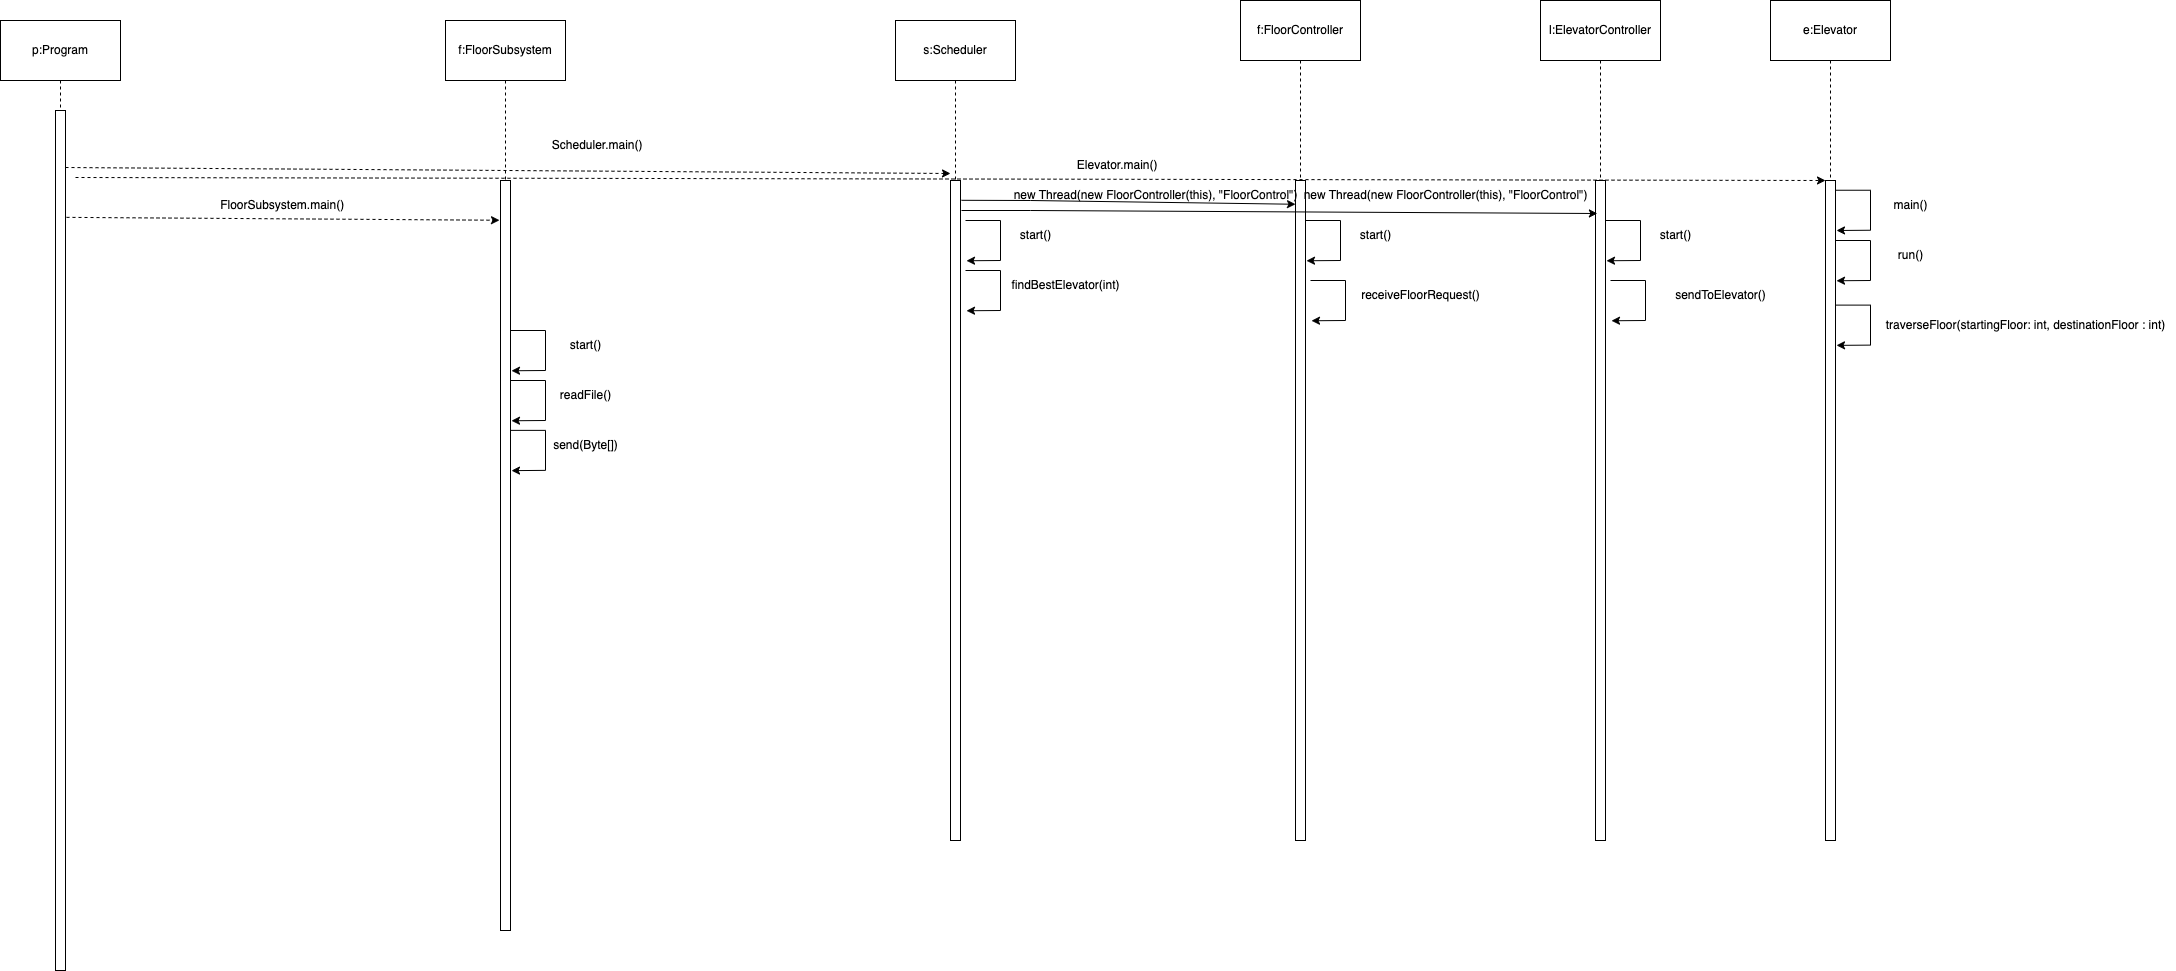 p:Program
f:FloorSubsystem
s:Scheduler
f:FloorController
l:ElevatorController
e:Elevator
Scheduler.main()
Elevator.main()
FloorSubsystem.main()
new Thread(new FloorController(this), "FloorControl")
new Thread(new FloorController(this), "FloorControl")
main()
start()
start()
start()
run()
findBestElevator(int)
receiveFloorRequest()
sendToElevator()
traverseFloor(startingFloor: int, destinationFloor : int)
start()
readFile()
send(Byte[])